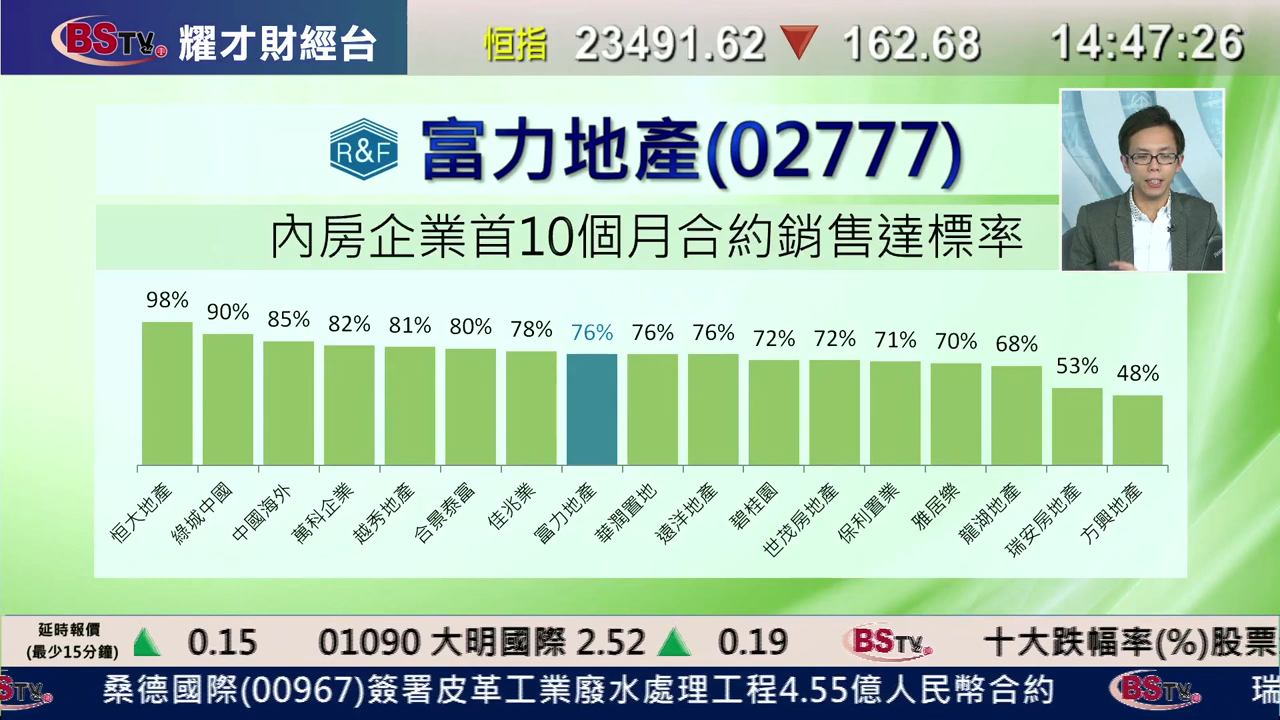 BSTV 耀才財經台
恒指 23491.62 162.68 14:47:26
R&F 富力地產(02777)
內房企業首10個月合約銷售達標率
98% 90% 85% 82% 81% 80% 78% 76% 76% 76% 72% 72% 71% 70% 68% 53% 48%
恒大地產 綠城中國 中國海外 萬科企業 越秀地產 合景泰富 佳兆業 富力地產 華潤置地 遠洋地產 碧桂園 世茂房地產 保利置業 雅居樂 龍湖地產 瑞安房地產 方興地產
延時報價
(最少15分鐘)
0.15 01090 大明國際 2.52 0.19 BSTV 十大跌幅率(%)股票
STV 桑德國際(00967)簽署皮革工業廢水處理工程4.55億人民幣合約 BSTV 瑞